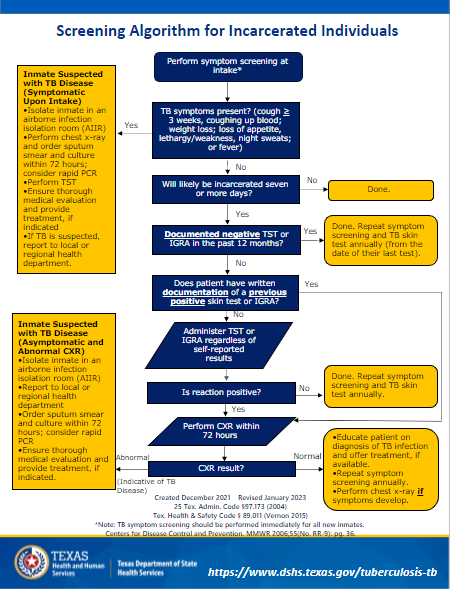 Screening Algorithm for Incarcerated Individuals
Perform symptom screening at
intake*
Inmate Suspected
with TB Disease
(Symptomatic
Upon Intake)
•Isolate inmate in an
airborne infection
isolation room (AIIR)
•Perform chest x-ray
and order sputum
smear and culture
within 72 hours;
consider rapid PCR
•Perform TST
•Ensure thorough
medical evaluation
and provide
treatment, if
indicated
•If TB is suspected,
report to local or
regional health
department.
Yes
TB symptoms present? (cough ≥
3 weeks, coughing up blood;
weight loss; loss of appetite,
lethargy/weakness, night sweats;
or fever)
No
Will likely be incarcerated seven
or more days?
No
Done.
Yes
Documented negative TST or
IGRA in the past 12 months?
Yes
Done. Repeat symptom
screening and TB skin
test annually (from the
date of their last test).
No
Does patient have written
documentation of a previous
positive skin test or IGRA?
Yes
No
Administer TST or
IGRA regardless of
self-reported
results
Inmate Suspected
with TB Disease
(Asymptomatic and
Abnormal CXR)
•Isolate inmate in an
airborne infection
isolation room (AIIR)
•Report to local or
regional health
department
•Order sputum smear
and culture within 72
hours; consider rapid
PCR
•Ensure thorough
medical evaluation and
provide treatment, if
indicated.
Is reaction positive?
No
Done. Repeat symptom
screening and TB skin
test annually.
Yes
Perform CXR within
72 hours
Abnormal
(Indicative of TB
Disease)
CXR result?
Normal
•Educate patient on
diagnosis of TB infection
and offer treatment, if
available.
•Repeat symptom
screening annually.
•Perform chest x-ray if
symptoms develop.
Created December 2021 Revised January 2023
25 Tex. Admin. Code §97.173 (2004)
Tex. Health & Safety Code § 89.011 (Vernon 2015)
*Note: TB symptom screening should be performed immediately for all new inmates.
Centers for Disease Control and Prevention. MMWR 2006;55(No. RR-9): pg. 36.
TEXAS
Health and Human
Services
Texas Department of State
Health Services
https://www.dshs.texas.gov/tuberculosis-tb